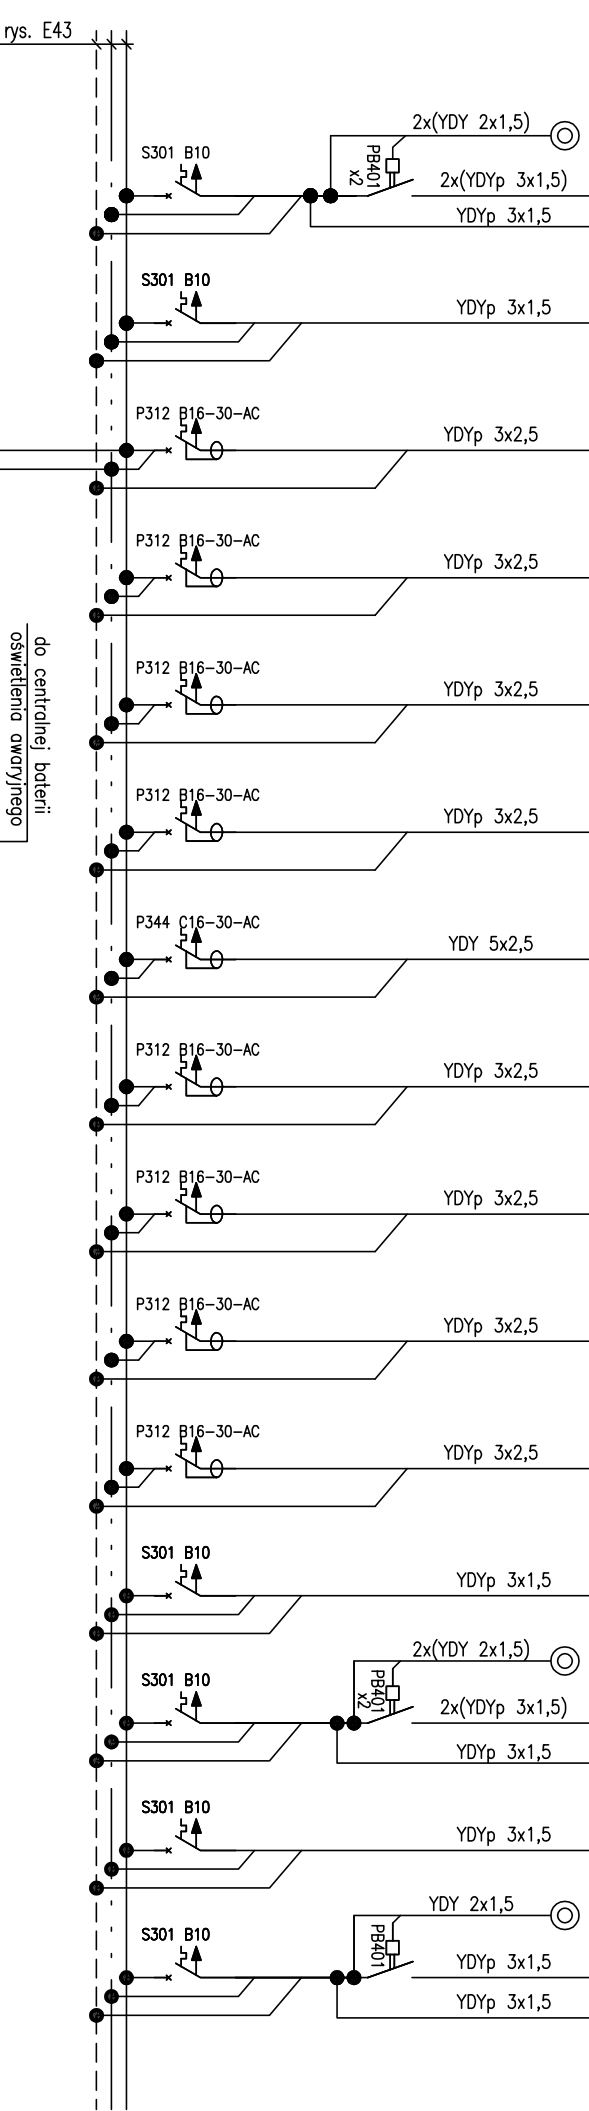 rys. E43
2x(YDY 2x1,5)
S301 B10
PB401
x2
2x(YDYp 3x1,5)
YDYp 3x1,5
S301 B10
YDYp 3x1,5
P312 B16-30-AC
YDYp 3x2,5
P312 B16-30-AC
YDYp 3x2,5
do centralnej baterii
oświetlenia awaryjnego
P312 B16-30-AC
YDYp 3x2,5
P312 B16-30-AC
YDYp 3x2,5
P344 C16-30-AC
YDY 5x2,5
P312 B16-30-AC
YDYp 3x2,5
P312 B16-30-AC
YDYp 3x2,5
P312 B16-30-AC
YDYp 3x2,5
P312 B16-30-AC
YDYp 3x2,5
S301 B10
YDYp 3x1,5
2x(YDY 2x1,5)
S301 B10
PB401
x2
2x(YDYp 3x1,5)
YDYp 3x1,5
S301 B10
YDYp 3x1,5
YDY 2x1,5
S301 B10
PB401
YDYp 3x1,5
YDYp 3x1,5